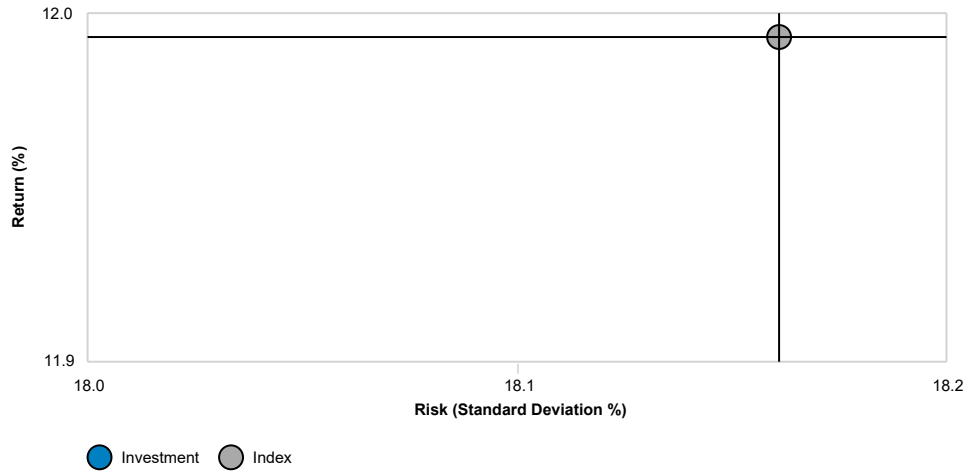 12.0
Return (%)
11.9
18.0
18.1
18.2
Risk (Standard Deviation %)
Investment
Index